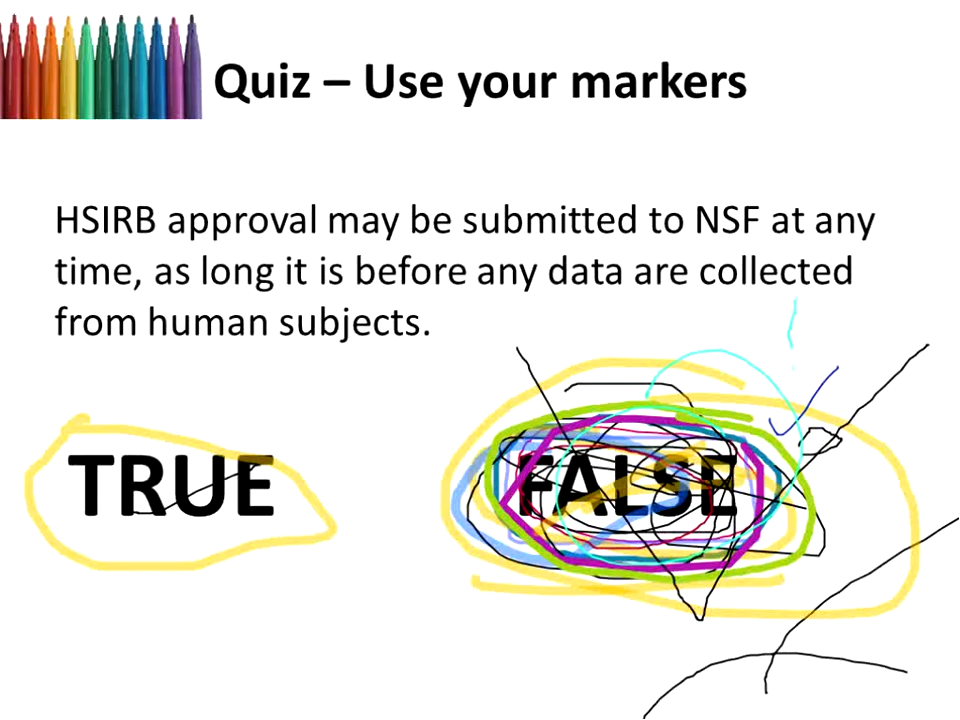 Quiz – Use your markers
HSIRB approval may be submitted to NSF at any
time, as long it is before any data are collected
from human subjects.
TRUE
FALSE